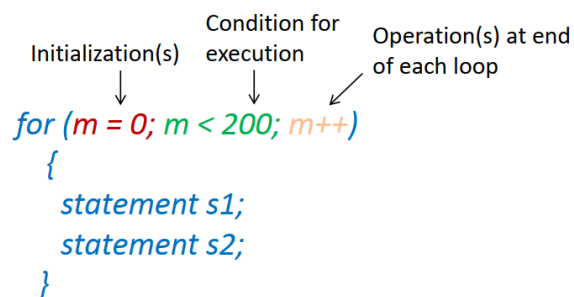 Initialization(s)
Condition for
execution
Operation(s) at end
of each loop
for (m = 0; m < 200; m++)
{
statement s1;
statement s2;
}